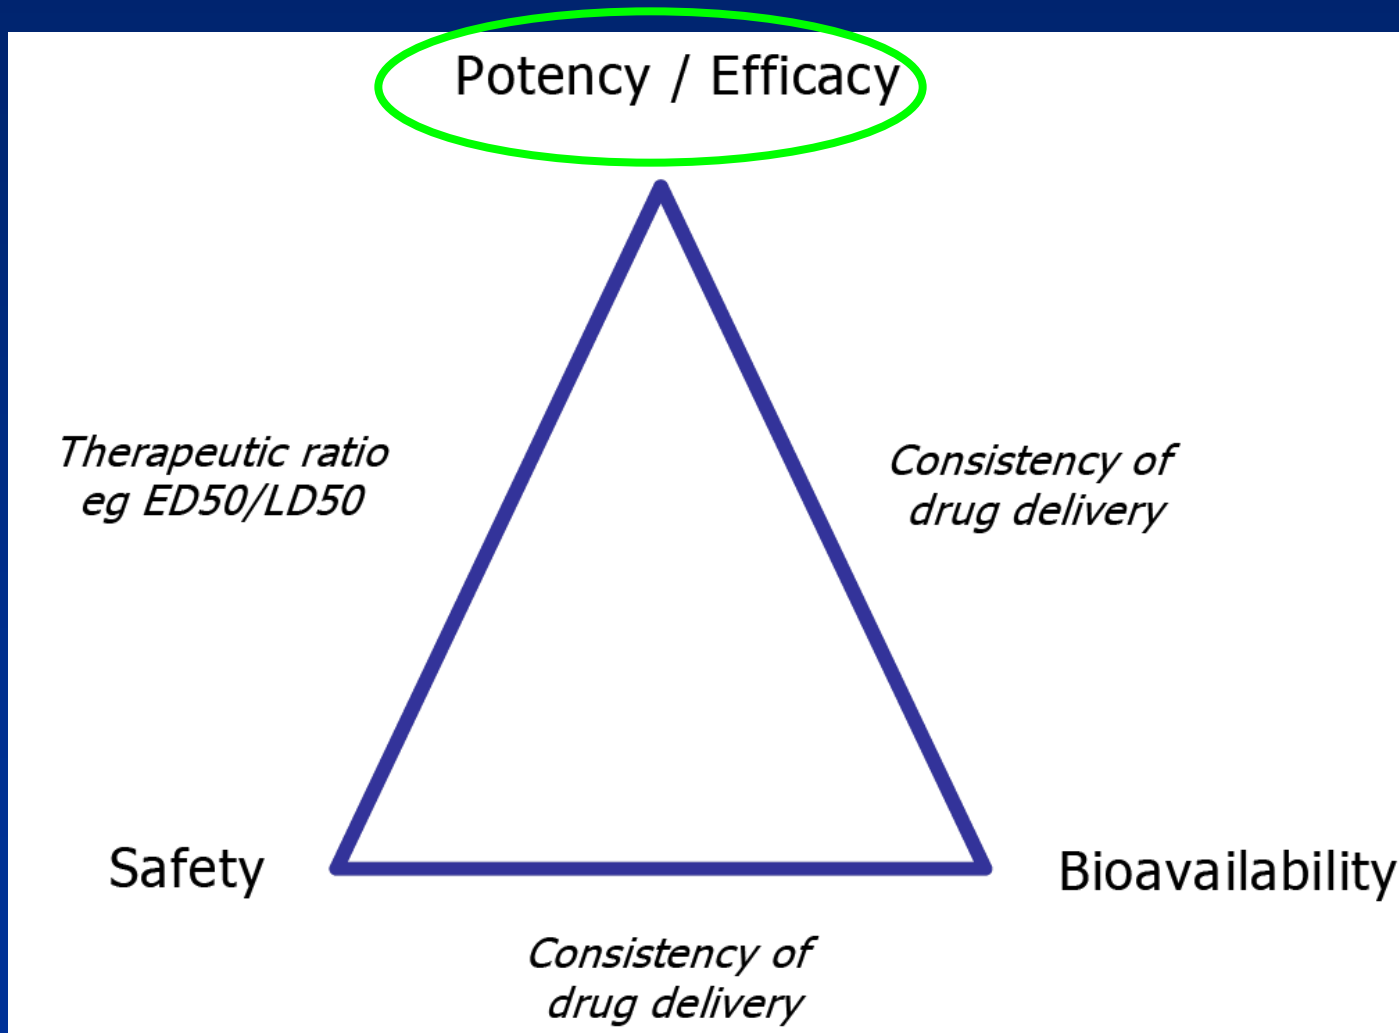 Potency / Efficacy
Therapeutic ratio
eg ED50/LD50
Consistency of
drug delivery
Safety
Bioavailability
Consistency of
drug delivery